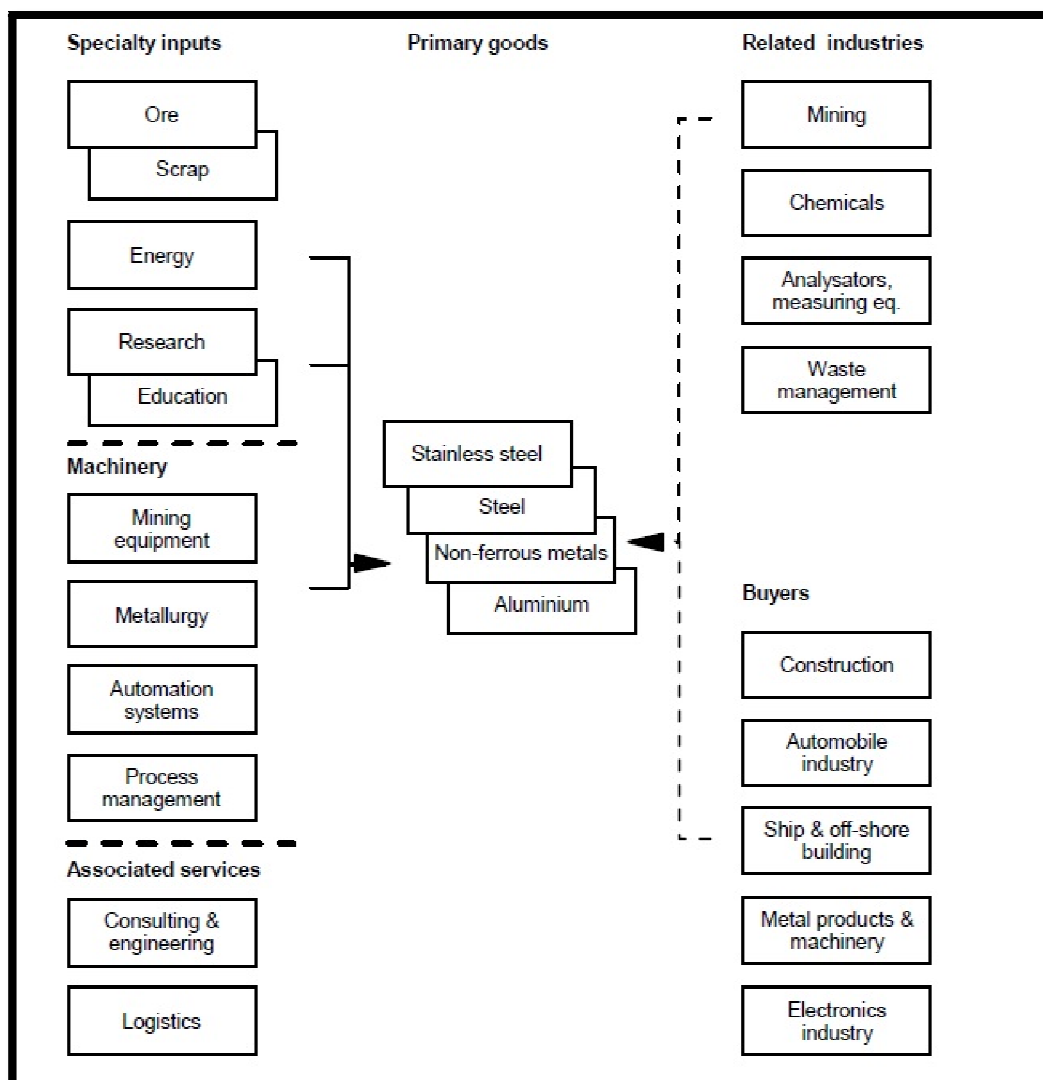 Specialty inputs
Ore
Scrap
Energy
Research
Education
Machinery
Mining
equipment
Metallurgy
Automation
systems
Process
management
Associated services
Consulting &
engineering
Logistics
Primary goods
Stainless steel
Steel
Non-ferrous metals
Aluminium
Related industries
Mining
Chemicals
Analysators,
measuring eq.
Waste
management
Buyers
Construction
Automobile
industry
Ship & off-shore
building
Metal products &
machinery
Electronics
industry